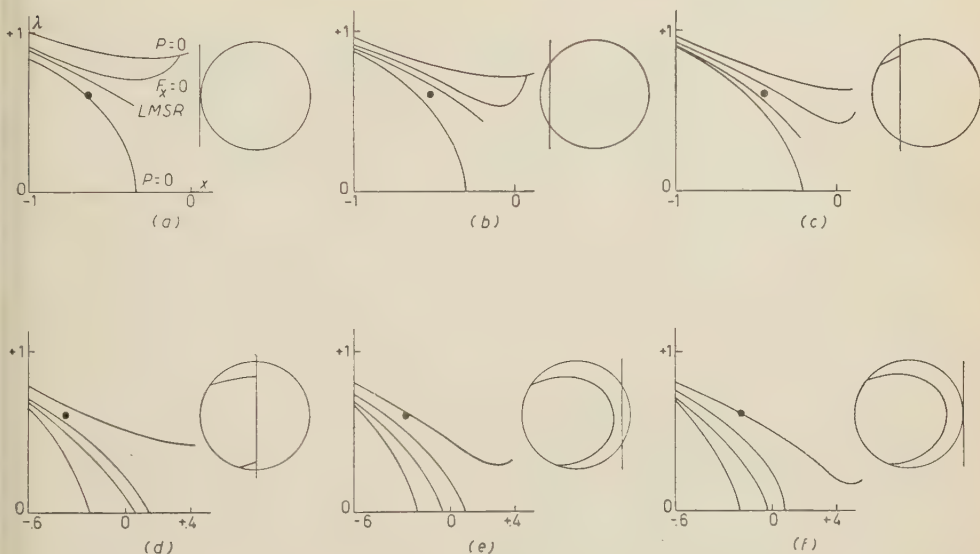 +1 λ
P=0
F_x=0
LMSR
P=0
0
-1 0 x
(a)
+1
0
-1 0
(b)
+1
0
-1 0
(c)
+1
0
-.6 0 +.4
(d)
+1
0
-.6 0 +.4
(e)
+1
0
-.6 0 +.4
(f)